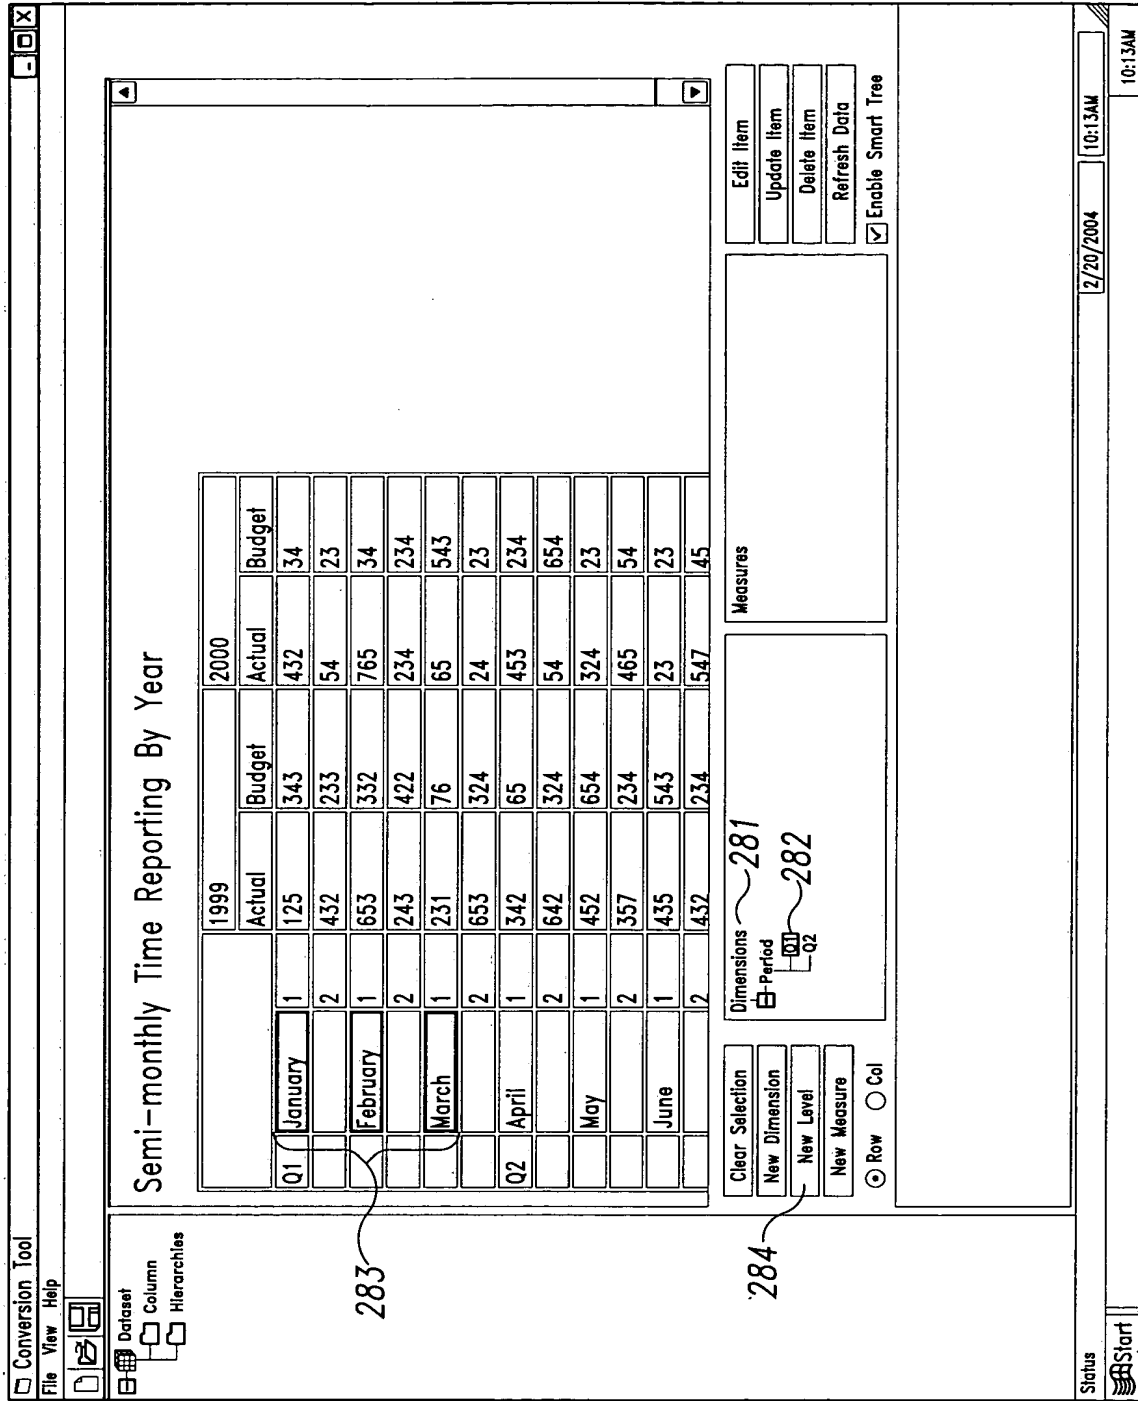 Conversion Tool
File View Help
Dataset
Column
Hierarchies
Semi-monthly Time Reporting By Year
1999 2000
Actual Budget Actual Budget
Q1 January 1 125 343 432 34
2 432 233 54 23
February 1 653 332 765 34
2 243 422 234 234
March 1 231 76 65 543
2 653 324 24 23
Q2 April 1 342 65 453 234
2 642 324 54 654
May 1 452 654 324 23
2 357 234 465 54
June 1 435 543 23 23
2 432 234 547 45
283
284
Clear Selection
New Dimension
New Level
New Measure
Row Col
Dimensions 281
Period
Q1 282
Q2
Measures
Edit Item
Update Item
Delete Item
Refresh Data
Enable Smart Tree
Status 2/20/2004 10:13AM
Start 10:13AM